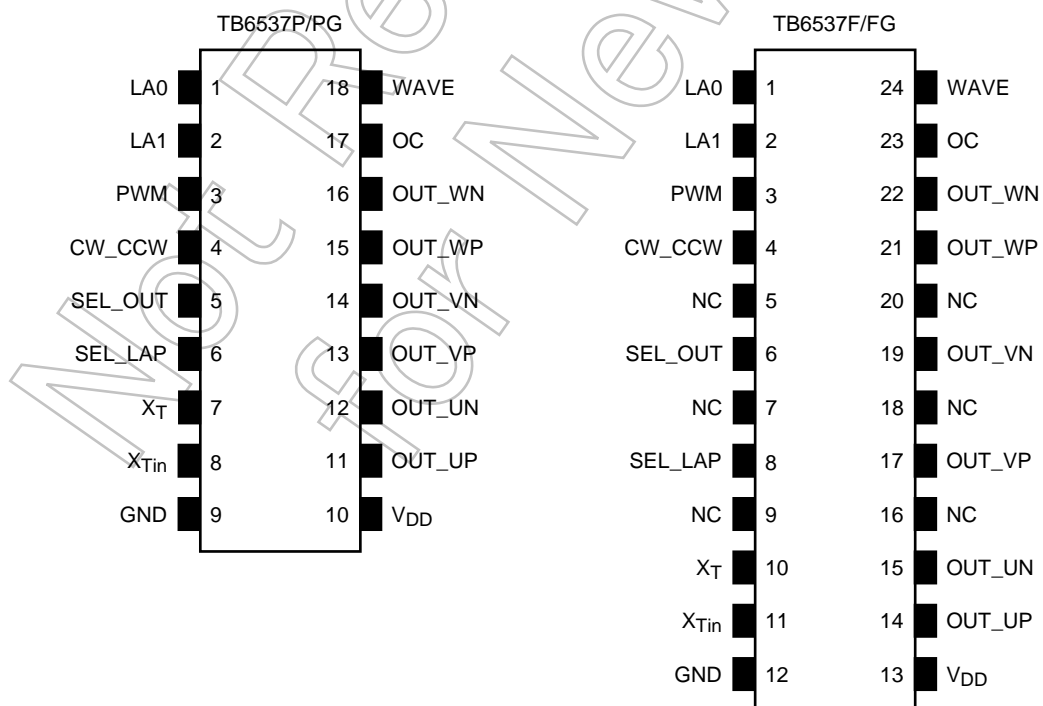 TB6537P/PG
LA0 1 18 WAVE
LA1 2 17 OC
PWM 3 16 OUT_WN
CW_CCW 4 15 OUT_WP
SEL_OUT 5 14 OUT_VN
SEL_LAP 6 13 OUT_VP
XT 7 12 OUT_UN
XTin 8 11 OUT_UP
GND 9 10 VDD
TB6537F/FG
LA0 1 24 WAVE
LA1 2 23 OC
PWM 3 22 OUT_WN
CW_CCW 4 21 OUT_WP
NC 5 20 NC
SEL_OUT 6 19 OUT_VN
NC 7 18 NC
SEL_LAP 8 17 OUT_VP
NC 9 16 NC
XT 10 15 OUT_UN
XTin 11 14 OUT_UP
GND 12 13 VDD
Not Re
for New